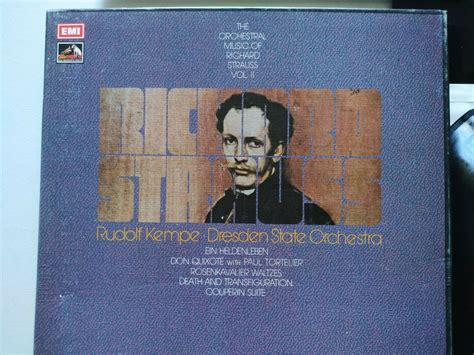 EMI
THE
ORCHESTRAL
MUSIC OF
RICHARD
STRAUSS
VOL. II
RICHARD
STRAUSS
Rudolf Kempe · Dresden State Orchestra
EIN HELDENLEBEN
DON QUIXOTE WITH PAUL TORTELIER
ROSENKAVALIER WALTZES
DEATH AND TRANSFIGURATION
COUPERIN SUITE